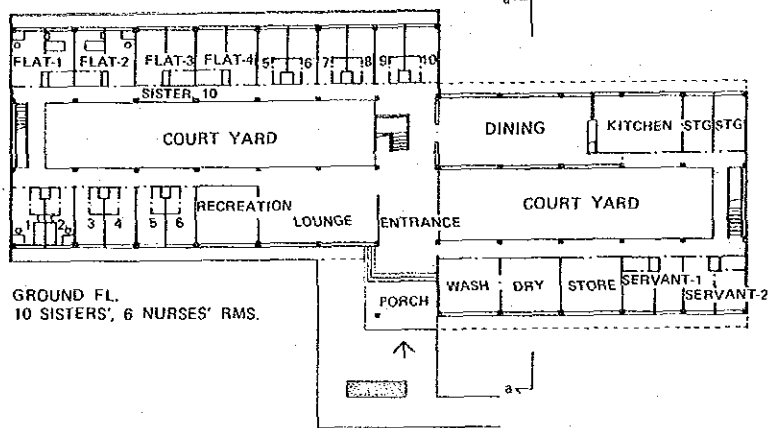 a
FLAT-1 FLAT-2 FLAT-3 FLAT-4 5 6 7 8 9 10
SISTER, 10
COURT YARD
DINING KITCHEN STG STG
1 2 3 4 5 6 RECREATION LOUNGE ENTRANCE
COURT YARD
GROUND FL.
10 SISTERS', 6 NURSES' RMS.
PORCH
WASH DRY STORE SERVANT-1
SERVANT-2
a